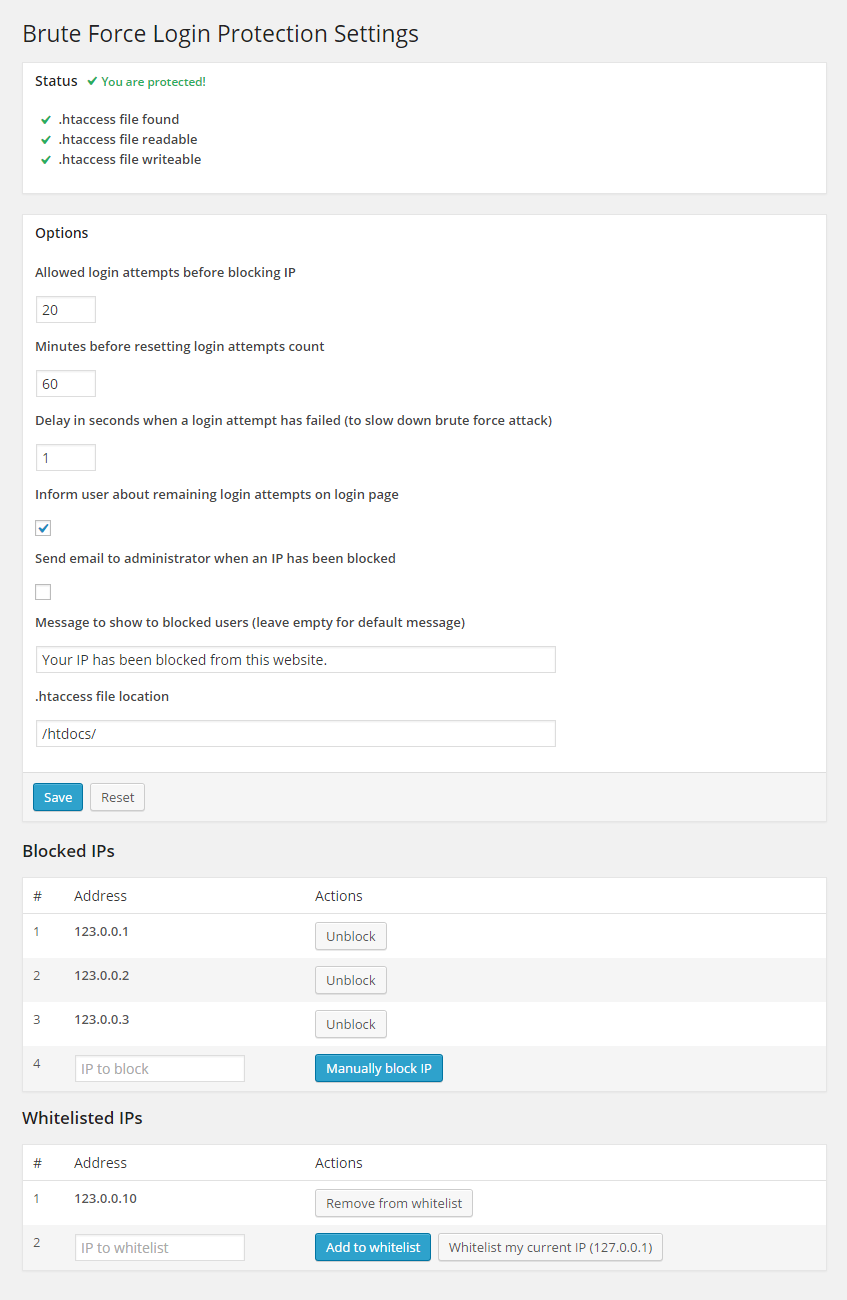 Brute Force Login Protection Settings
Status You are protected!
.htaccess file found
.htaccess file readable
.htaccess file writeable
Options
Allowed login attempts before blocking IP
20
Minutes before resetting login attempts count
60
Delay in seconds when a login attempt has failed (to slow down brute force attack)
1
Inform user about remaining login attempts on login page
Send email to administrator when an IP has been blocked
Message to show to blocked users (leave empty for default message)
Your IP has been blocked from this website.
.htaccess file location
/htdocs/
Save Reset
Blocked IPs
# Address Actions
1 123.0.0.1 Unblock
2 123.0.0.2 Unblock
3 123.0.0.3 Unblock
4 IP to block Manually block IP
Whitelisted IPs
# Address Actions
1 123.0.0.10 Remove from whitelist
2 IP to whitelist Add to whitelist Whitelist my current IP (127.0.0.1)